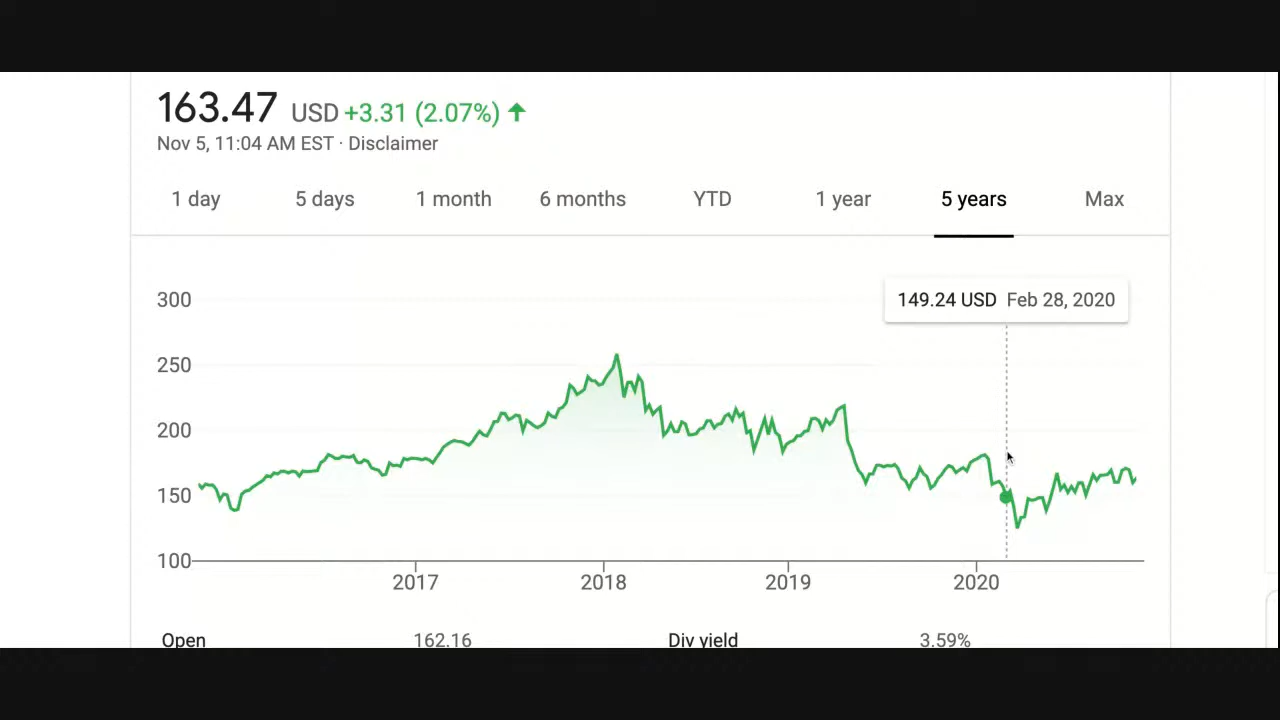 163.47 USD +3.31 (2.07%) ↑
Nov 5, 11:04 AM EST · Disclaimer
1 day 5 days 1 month 6 months YTD 1 year 5 years Max
149.24 USD Feb 28, 2020
300
250
200
150
100
2017 2018 2019 2020
Open 162.16 Div yield 3.59%